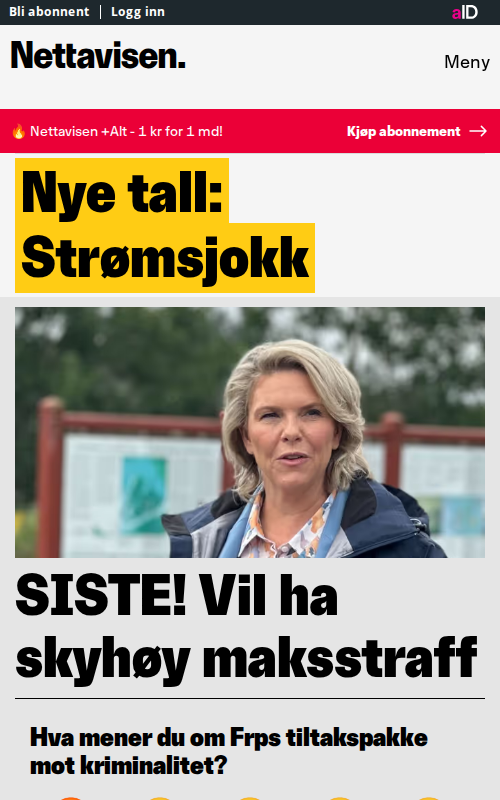 Bli abonnent | Logg inn
aID
Nettavisen.
Meny
🔥 Nettavisen +Alt - 1 kr for 1 md!
Kjøp abonnement →
Nye tall:
Strømsjokk
SISTE! Vil ha
skyhøy maksstraff
Hva mener du om Frps tiltakspakke
mot kriminalitet?